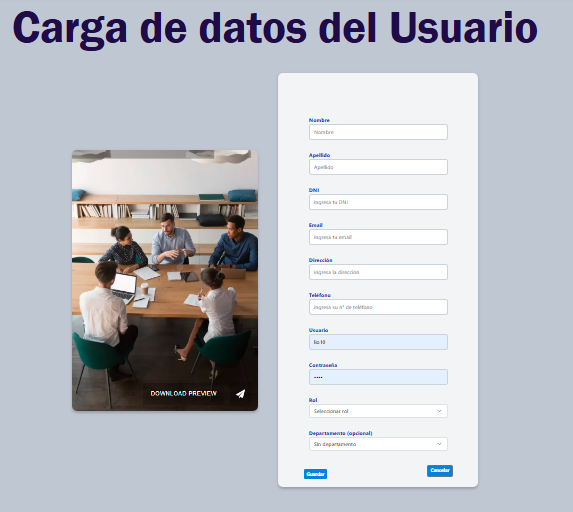 Carga de datos del Usuario
Nombre
Nombre
Apellido
Apellido
DNI
Ingresa tu DNI
Email
Ingresa tu email
Dirección
Ingresa la direccion
Teléfono
Ingresa su n° de teléfono
Usuario
lio10
Contraseña
••••
Rol
Seleccionar rol
Departamento (opcional)
Sin departamento
Guardar
Cancelar
DOWNLOAD PREVIEW